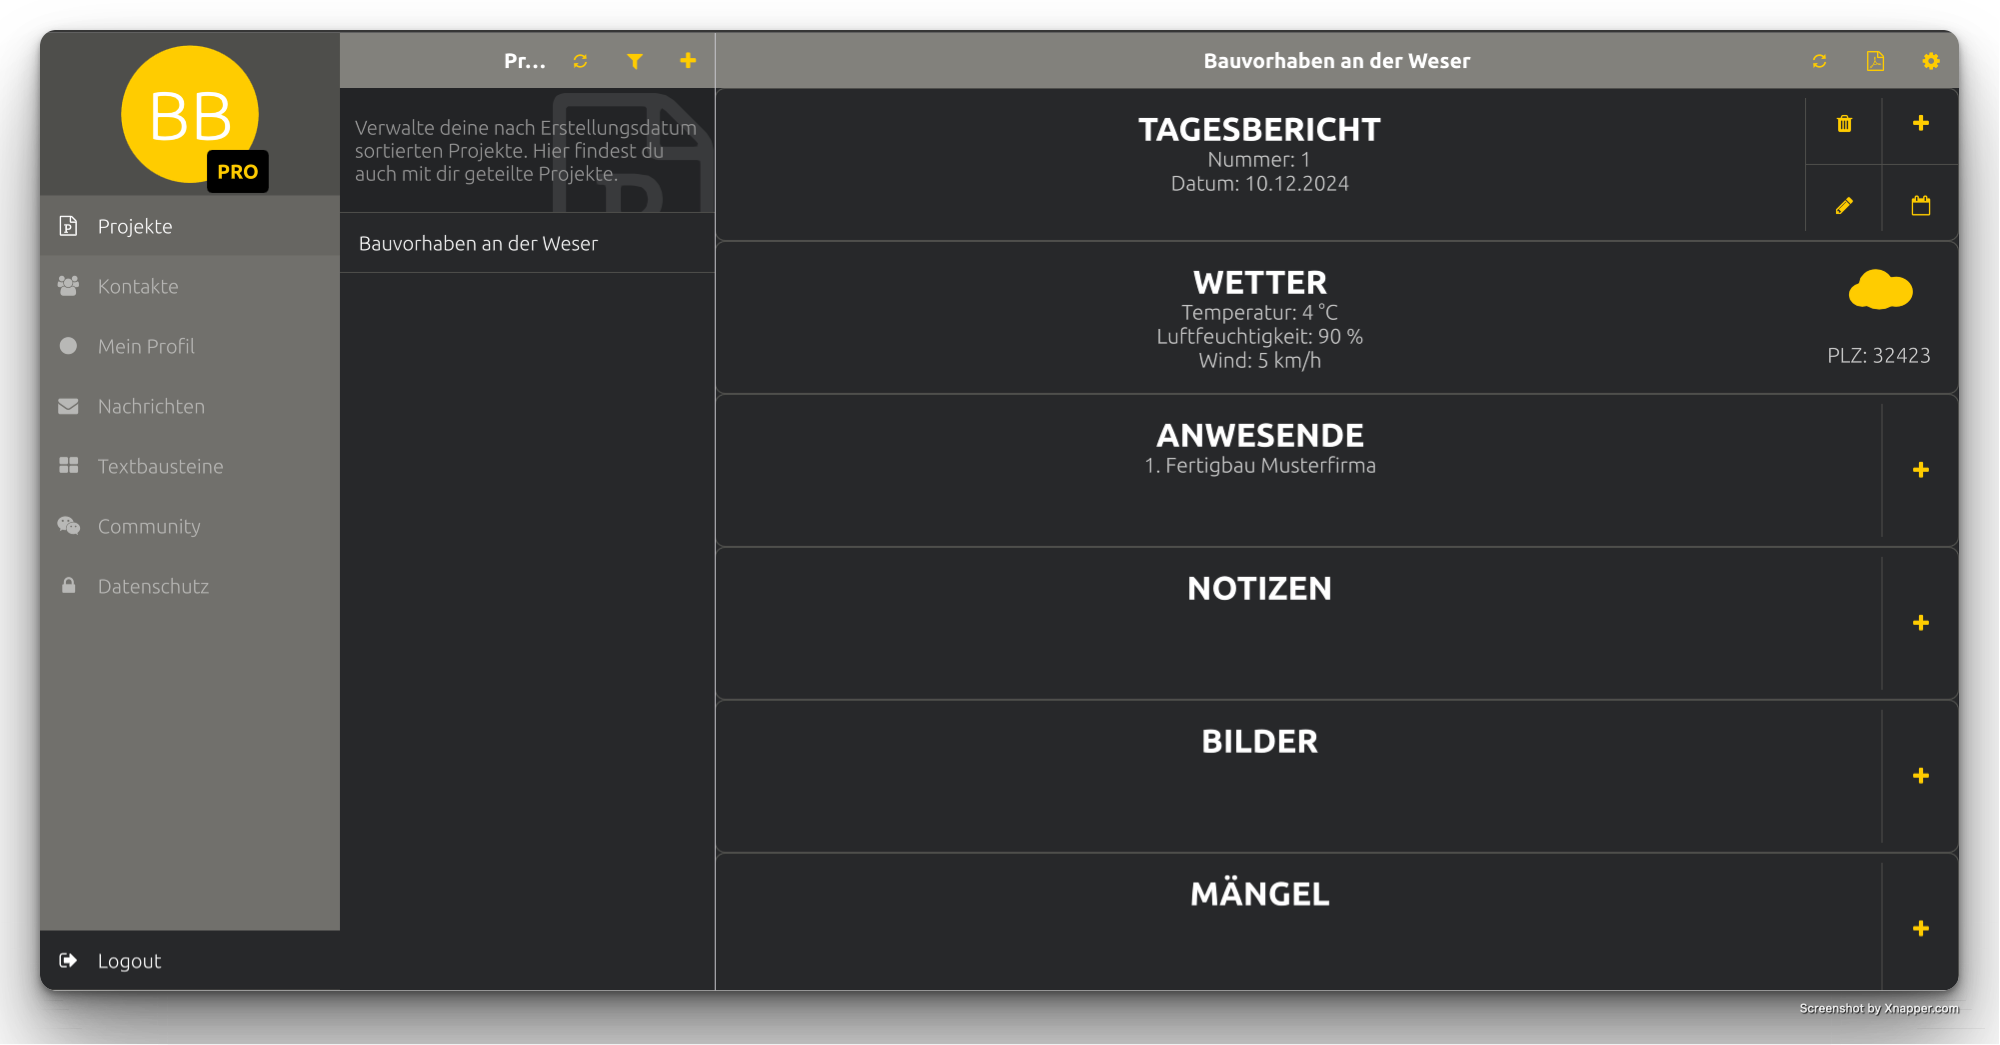 BB
PRO
Projekte
Kontakte
Mein Profil
Nachrichten
Textbausteine
Community
Datenschutz
Logout
Pr...
Verwalte deine nach Erstellungsdatum
sortierten Projekte. Hier findest du
auch mit dir geteilte Projekte.
Bauvorhaben an der Weser
Bauvorhaben an der Weser
TAGESBERICHT
Nummer: 1
Datum: 10.12.2024
WETTER
Temperatur: 4 °C
Luftfeuchtigkeit: 90 %
Wind: 5 km/h
PLZ: 32423
ANWESENDE
1. Fertigbau Musterfirma
NOTIZEN
BILDER
MÄNGEL
Screenshot by Xnapper.com